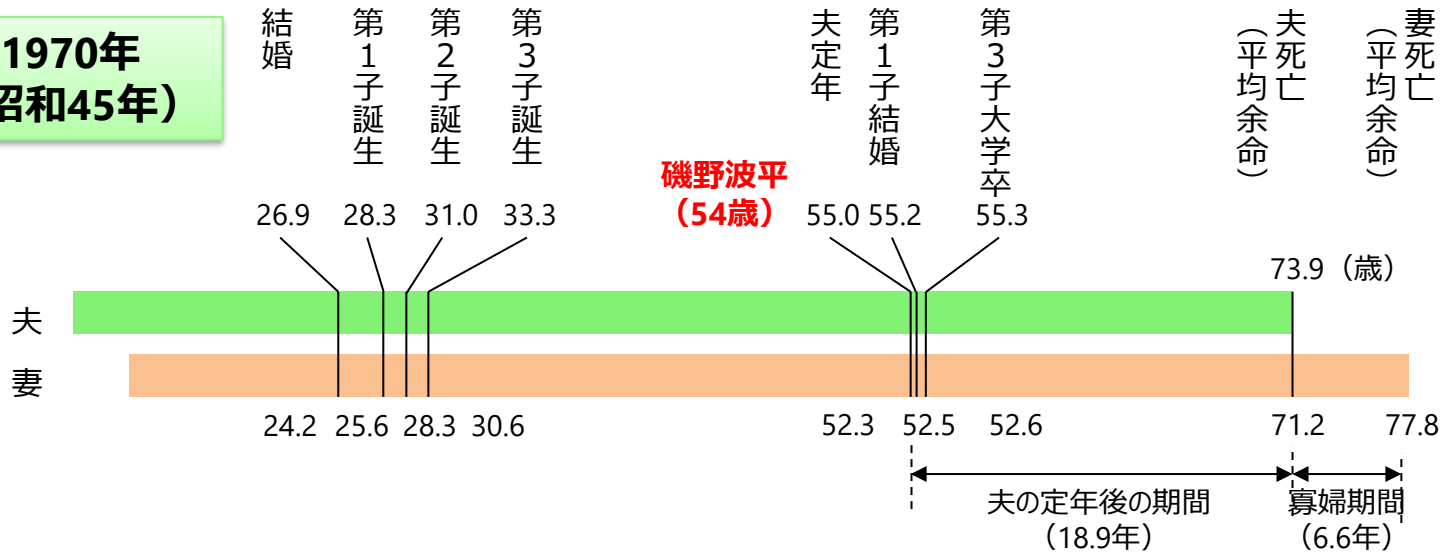 1970年
昭和45年）
結婚
第1子誕生
第2子誕生
第3子誕生
夫定年
第1子結婚
第3子大学卒
夫死亡
（平均余命）
妻死亡
（平均余命）
磯野波平
（54歳）
26.9 28.3 31.0 33.3 55.0 55.2 55.3
73.9（歳）
夫
妻
24.2 25.6 28.3 30.6 52.3 52.5 52.6 71.2 77.8
夫の定年後の期間
（18.9年）
寡婦期間
（6.6年）